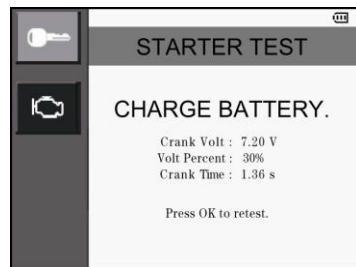 STARTER TEST
CHARGE BATTERY.
Crank Volt : 7.20 V
Volt Percent : 30%
Crank Time : 1.36 s
Press OK to retest.